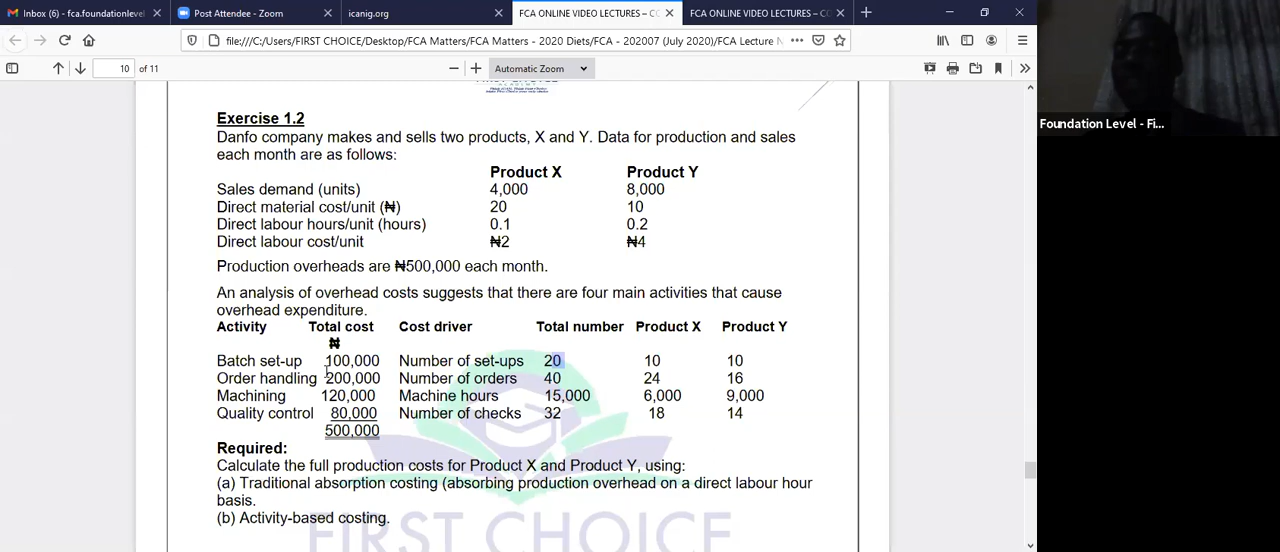 Inbox (6) - fca.foundationlevel
Post Attendee - Zoom
icanig.org
FCA ONLINE VIDEO LECTURES – CO
FCA ONLINE VIDEO LECTURES – CO
file:///C:/Users/FIRST CHOICE/Desktop/FCA Matters/FCA Matters - 2020 Diets/FCA - 202007 (July 2020)/FCA Lecture N
10 of 11
Automatic Zoom
Foundation Level - Fi...
Exercise 1.2
Danfo company makes and sells two products, X and Y. Data for production and sales
each month are as follows:
Product X Product Y
Sales demand (units) 4,000 8,000
Direct material cost/unit (₦) 20 10
Direct labour hours/unit (hours) 0.1 0.2
Direct labour cost/unit ₦2 ₦4
Production overheads are ₦500,000 each month.
An analysis of overhead costs suggests that there are four main activities that cause
overhead expenditure.
Activity Total cost Cost driver Total number Product X Product Y
₦
Batch set-up 100,000 Number of set-ups 20 10 10
Order handling 200,000 Number of orders 40 24 16
Machining 120,000 Machine hours 15,000 6,000 9,000
Quality control 80,000 Number of checks 32 18 14
500,000
Required:
Calculate the full production costs for Product X and Product Y, using:
(a) Traditional absorption costing (absorbing production overhead on a direct labour hour
basis.
(b) Activity-based costing.
FIRST CHOICE